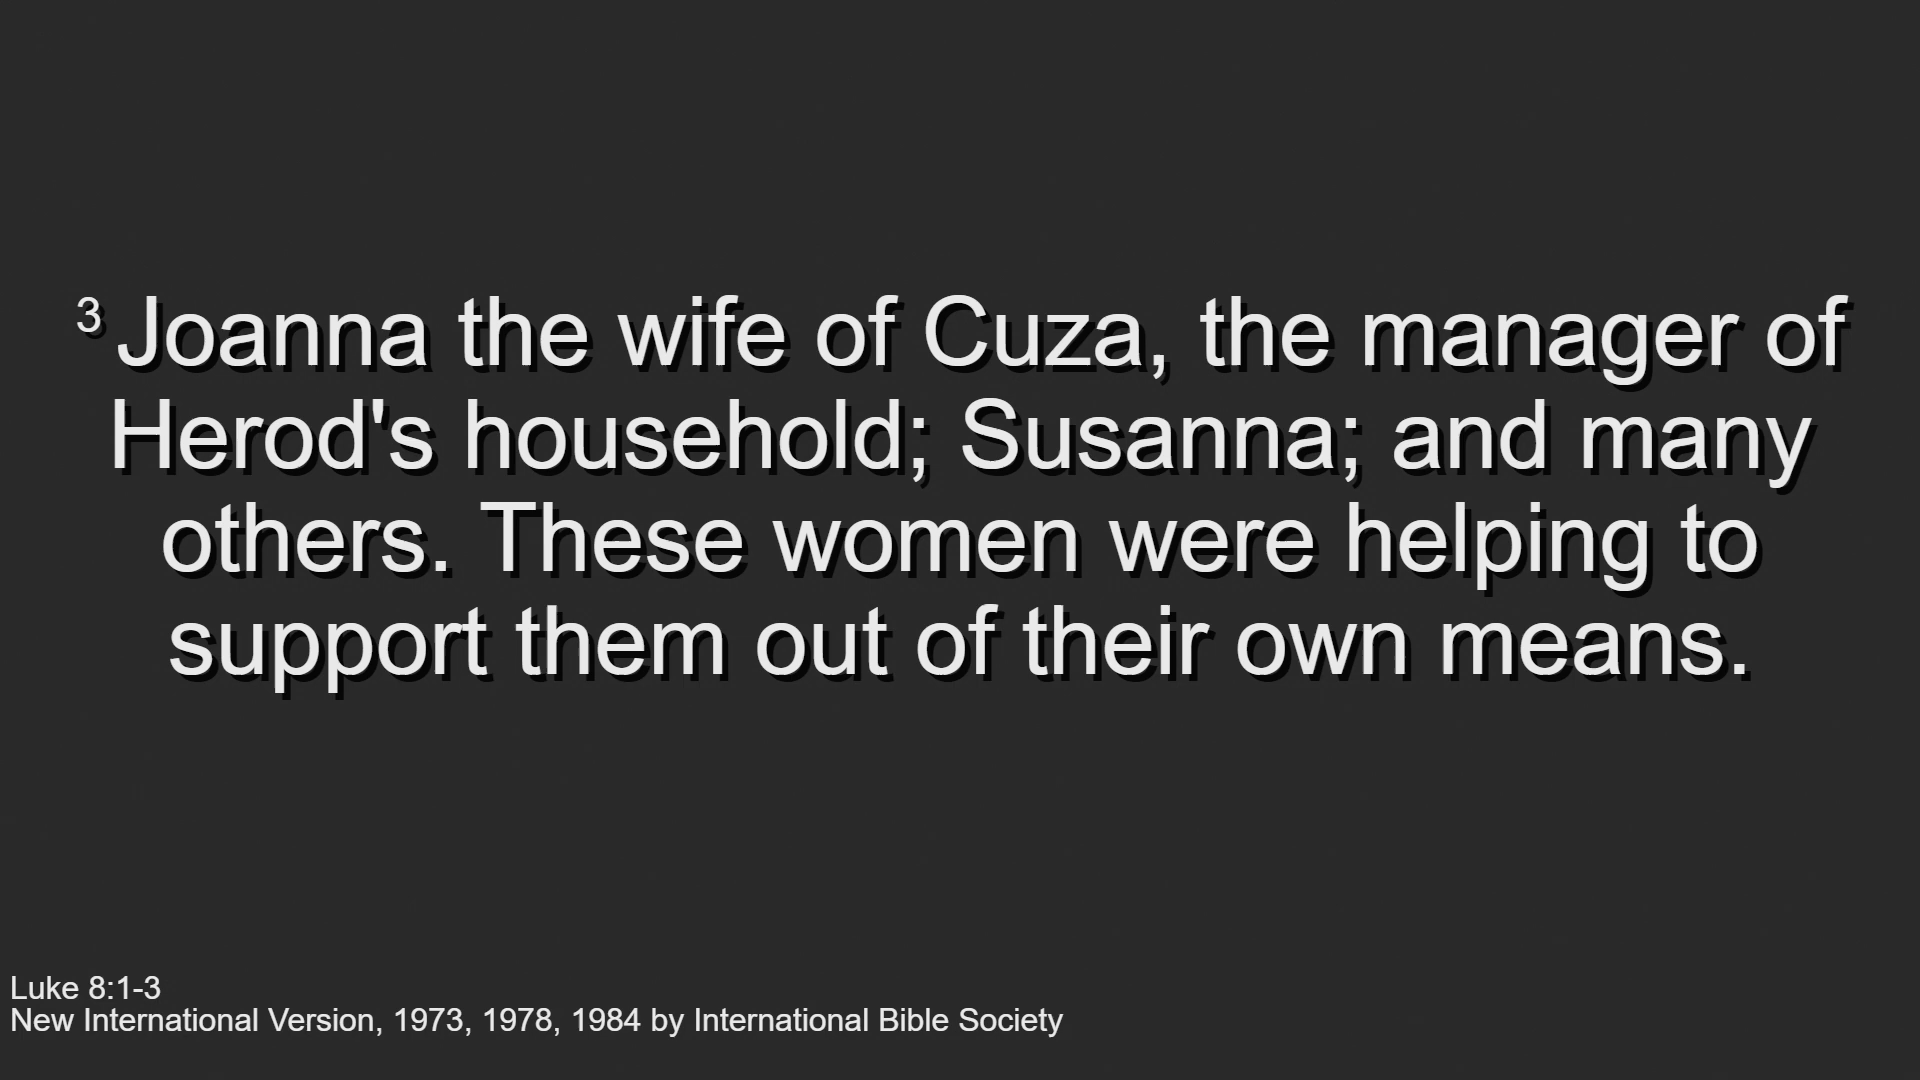 3 Joanna the wife of Cuza, the manager of
Herod's household; Susanna; and many
others. These women were helping to
support them out of their own means.
Luke 8:1-3
New International Version, 1973, 1978, 1984 by International Bible Society